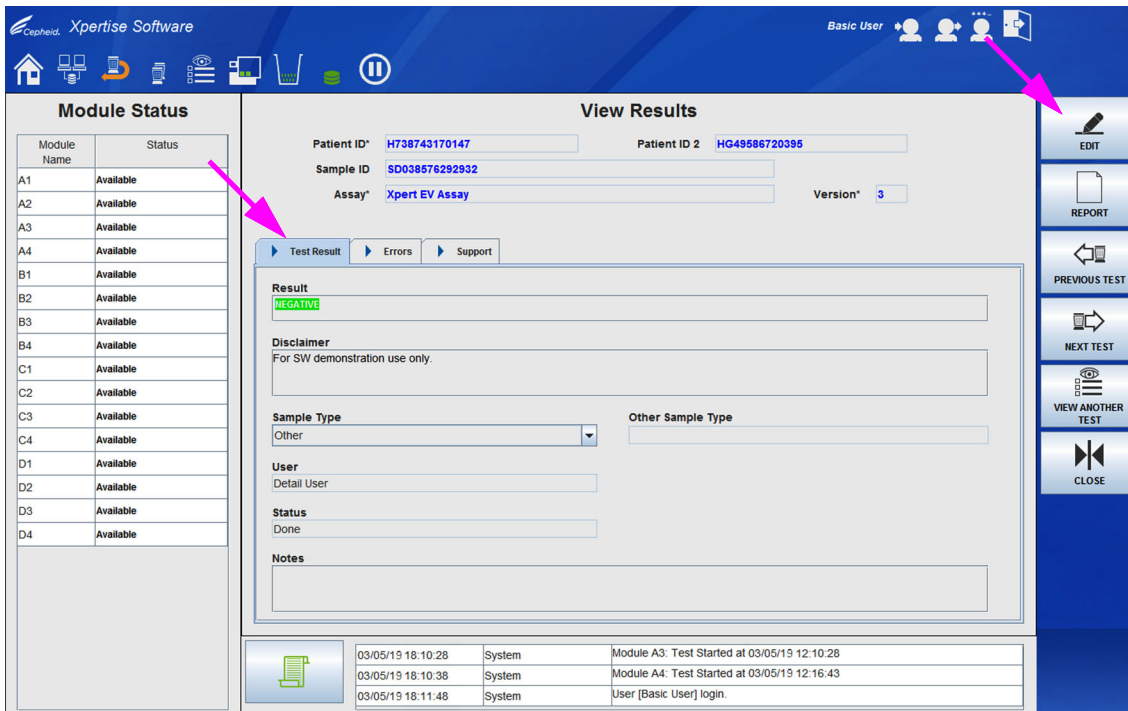 Cepheid. Xpertise Software
Basic User
Module Status
Module Name Status
A1 Available
A2 Available
A3 Available
A4 Available
B1 Available
B2 Available
B3 Available
B4 Available
C1 Available
C2 Available
C3 Available
C4 Available
D1 Available
D2 Available
D3 Available
D4 Available
View Results
Patient ID* H738743170147 Patient ID 2 HG49586720395
Sample ID SD038576292932
Assay* Xpert EV Assay Version* 3
Test Result Errors Support
Result
NEGATIVE
Disclaimer
For SW demonstration use only.
Sample Type Other Sample Type
Other
User
Detail User
Status
Done
Notes
03/05/19 18:10:28 System Module A3: Test Started at 03/05/19 12:10:28
03/05/19 18:10:38 System Module A4: Test Started at 03/05/19 12:16:43
03/05/19 18:11:48 System User [Basic User] login.
EDIT
REPORT
PREVIOUS TEST
NEXT TEST
VIEW ANOTHER
TEST
CLOSE